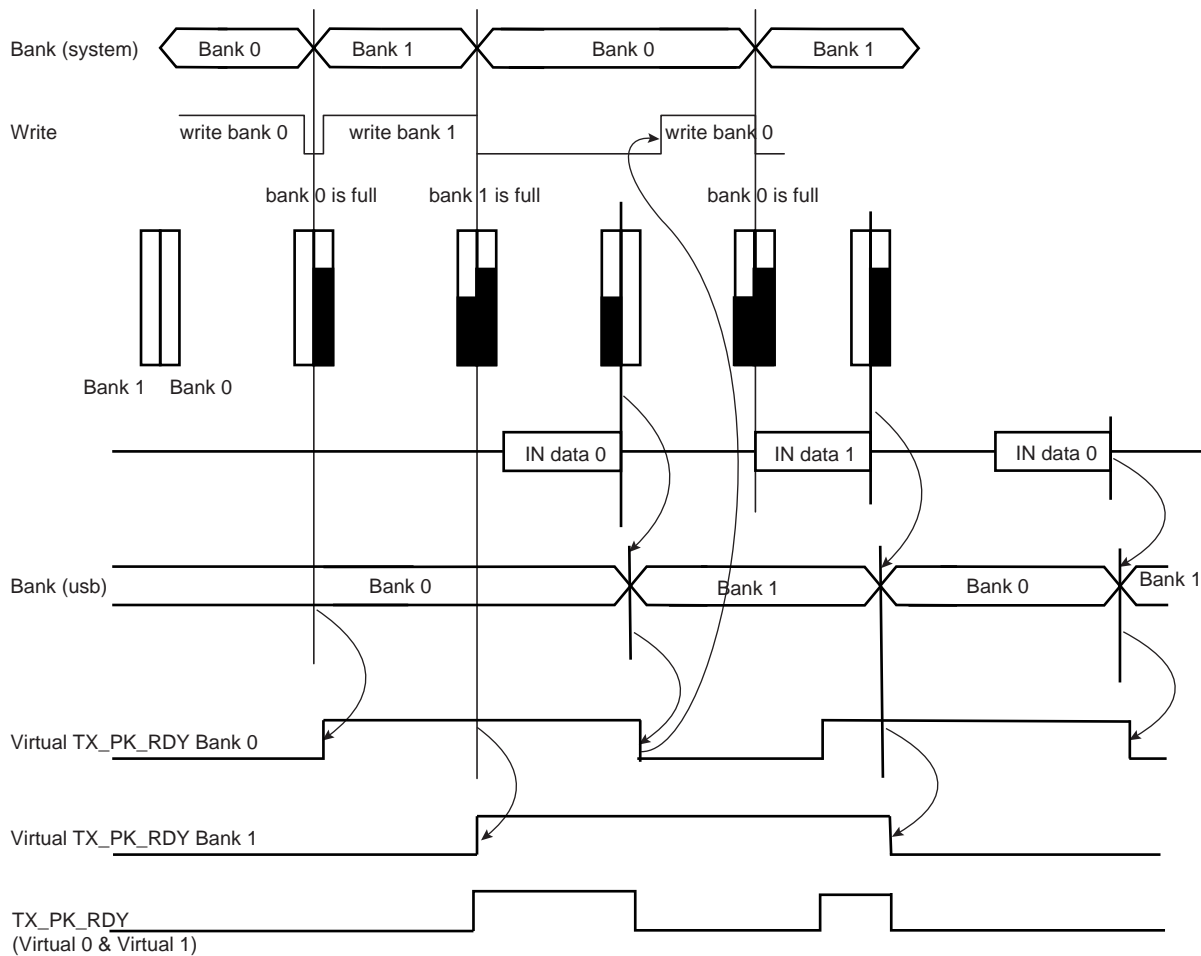 Bank (system) Bank 0 Bank 1 Bank 0 Bank 1
Write write bank 0 write bank 1 write bank 0
bank 0 is full bank 1 is full bank 0 is full
Bank 1 Bank 0
IN data 0 IN data 1 IN data 0
Bank (usb) Bank 0 Bank 1 Bank 0 Bank 1
Virtual TX_PK_RDY Bank 0
Virtual TX_PK_RDY Bank 1
TX_PK_RDY
(Virtual 0 & Virtual 1)